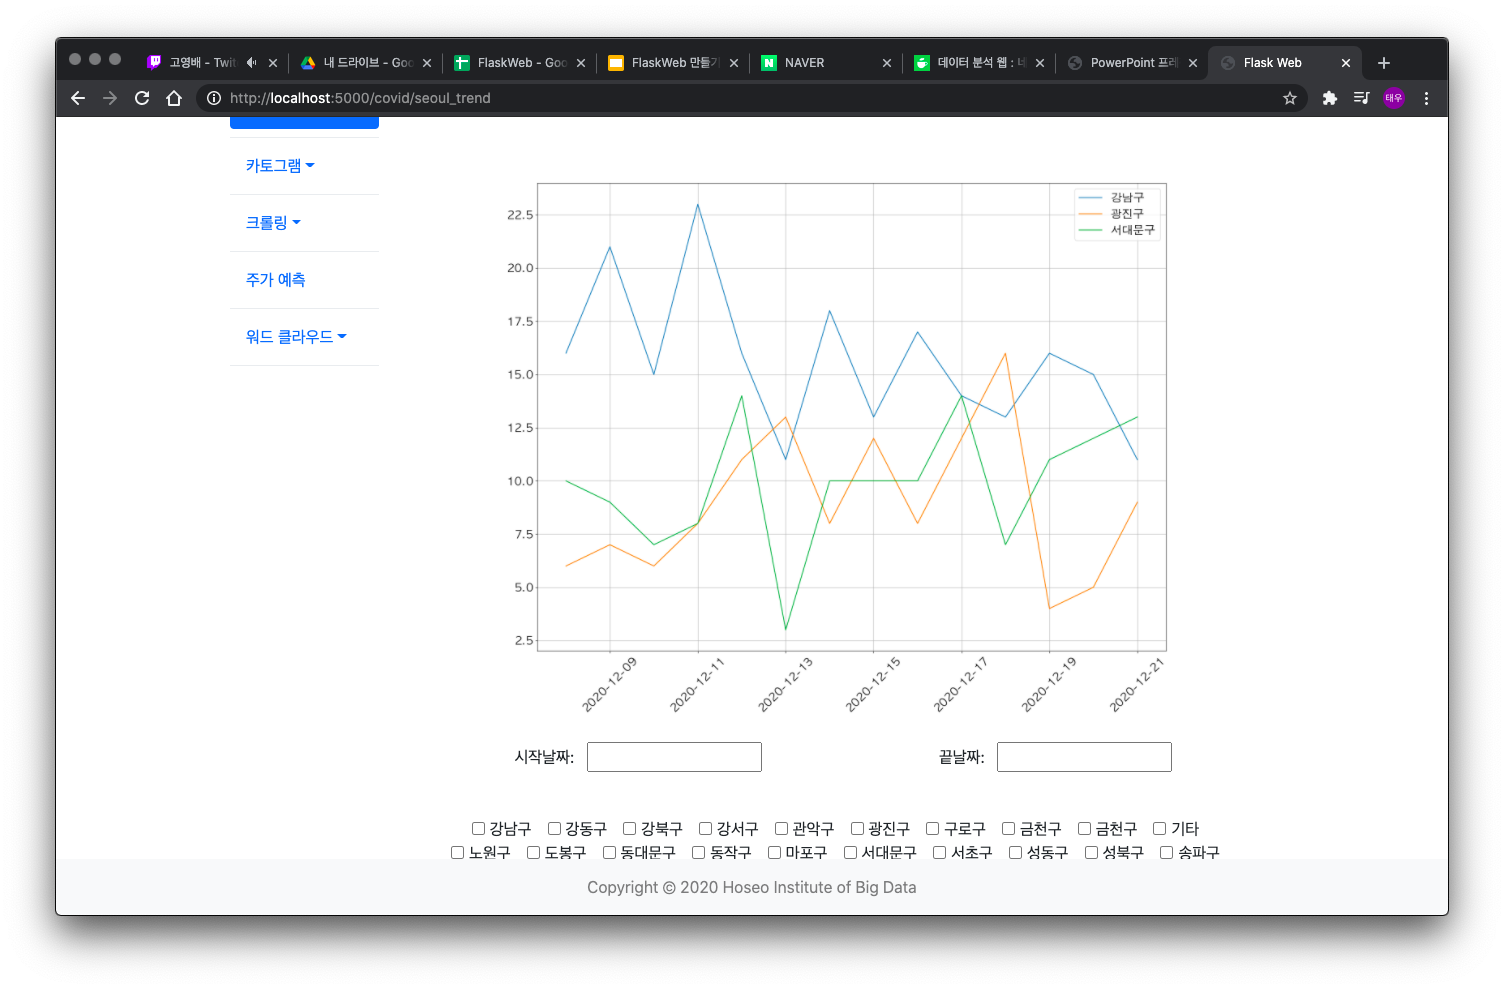 고영배 - Twit
내 드라이브 - Goo
FlaskWeb - Goo
FlaskWeb 만들기
NAVER
데이터 분석 웹 : 네
PowerPoint 프레
Flask Web
http://localhost:5000/covid/seoul_trend
태우
카토그램
크롤링
주가 예측
워드 클라우드
강남구
광진구
서대문구
22.5
20.0
17.5
15.0
12.5
10.0
7.5
5.0
2.5
2020-12-09
2020-12-11
2020-12-13
2020-12-15
2020-12-17
2020-12-19
2020-12-21
시작날짜: 끝날짜:
강남구 강동구 강북구 강서구 관악구 광진구 구로구 금천구 금천구 기타
노원구 도봉구 동대문구 동작구 마포구 서대문구 서초구 성동구 성북구 송파구
Copyright © 2020 Hoseo Institute of Big Data